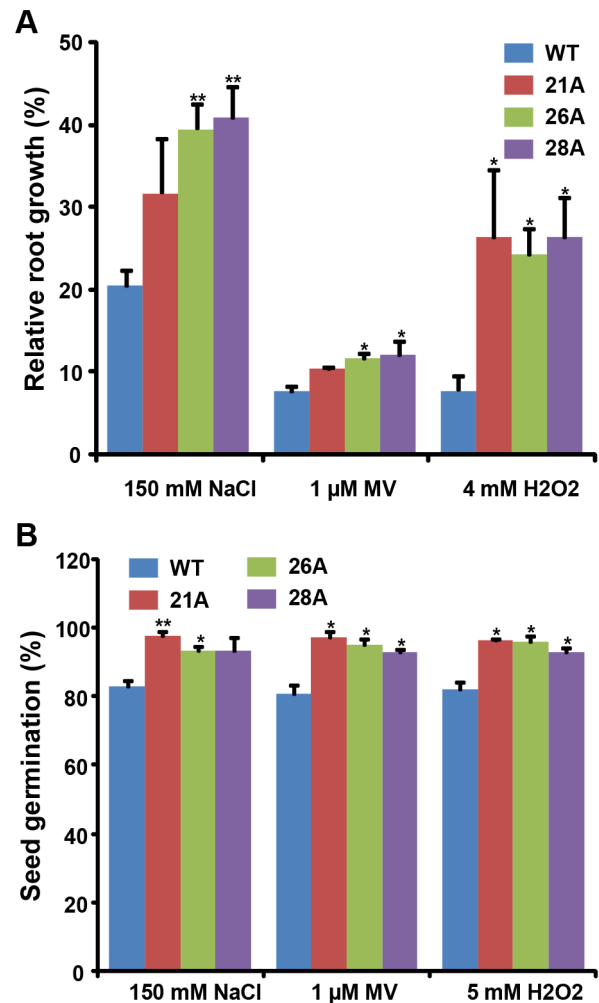 A
50
40
30
20
10
0
Relative root growth (%)
WT
21A
26A
28A
** **
* *
* * *
150 mM NaCl 1 µM MV 4 mM H2O2
B
120
100
80
60
40
20
0
Seed germination (%)
WT 26A
21A 28A
** *
* * *
* * *
150 mM NaCl 1 µM MV 5 mM H2O2